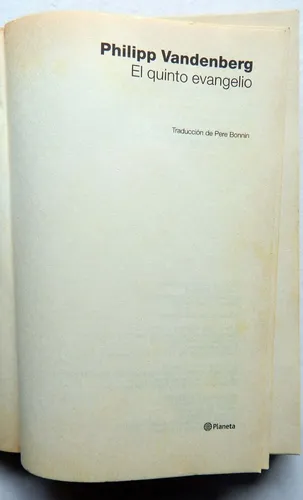 Philipp Vandenberg
El quinto evangelio
Traducción de Pere Bonnin
Planeta